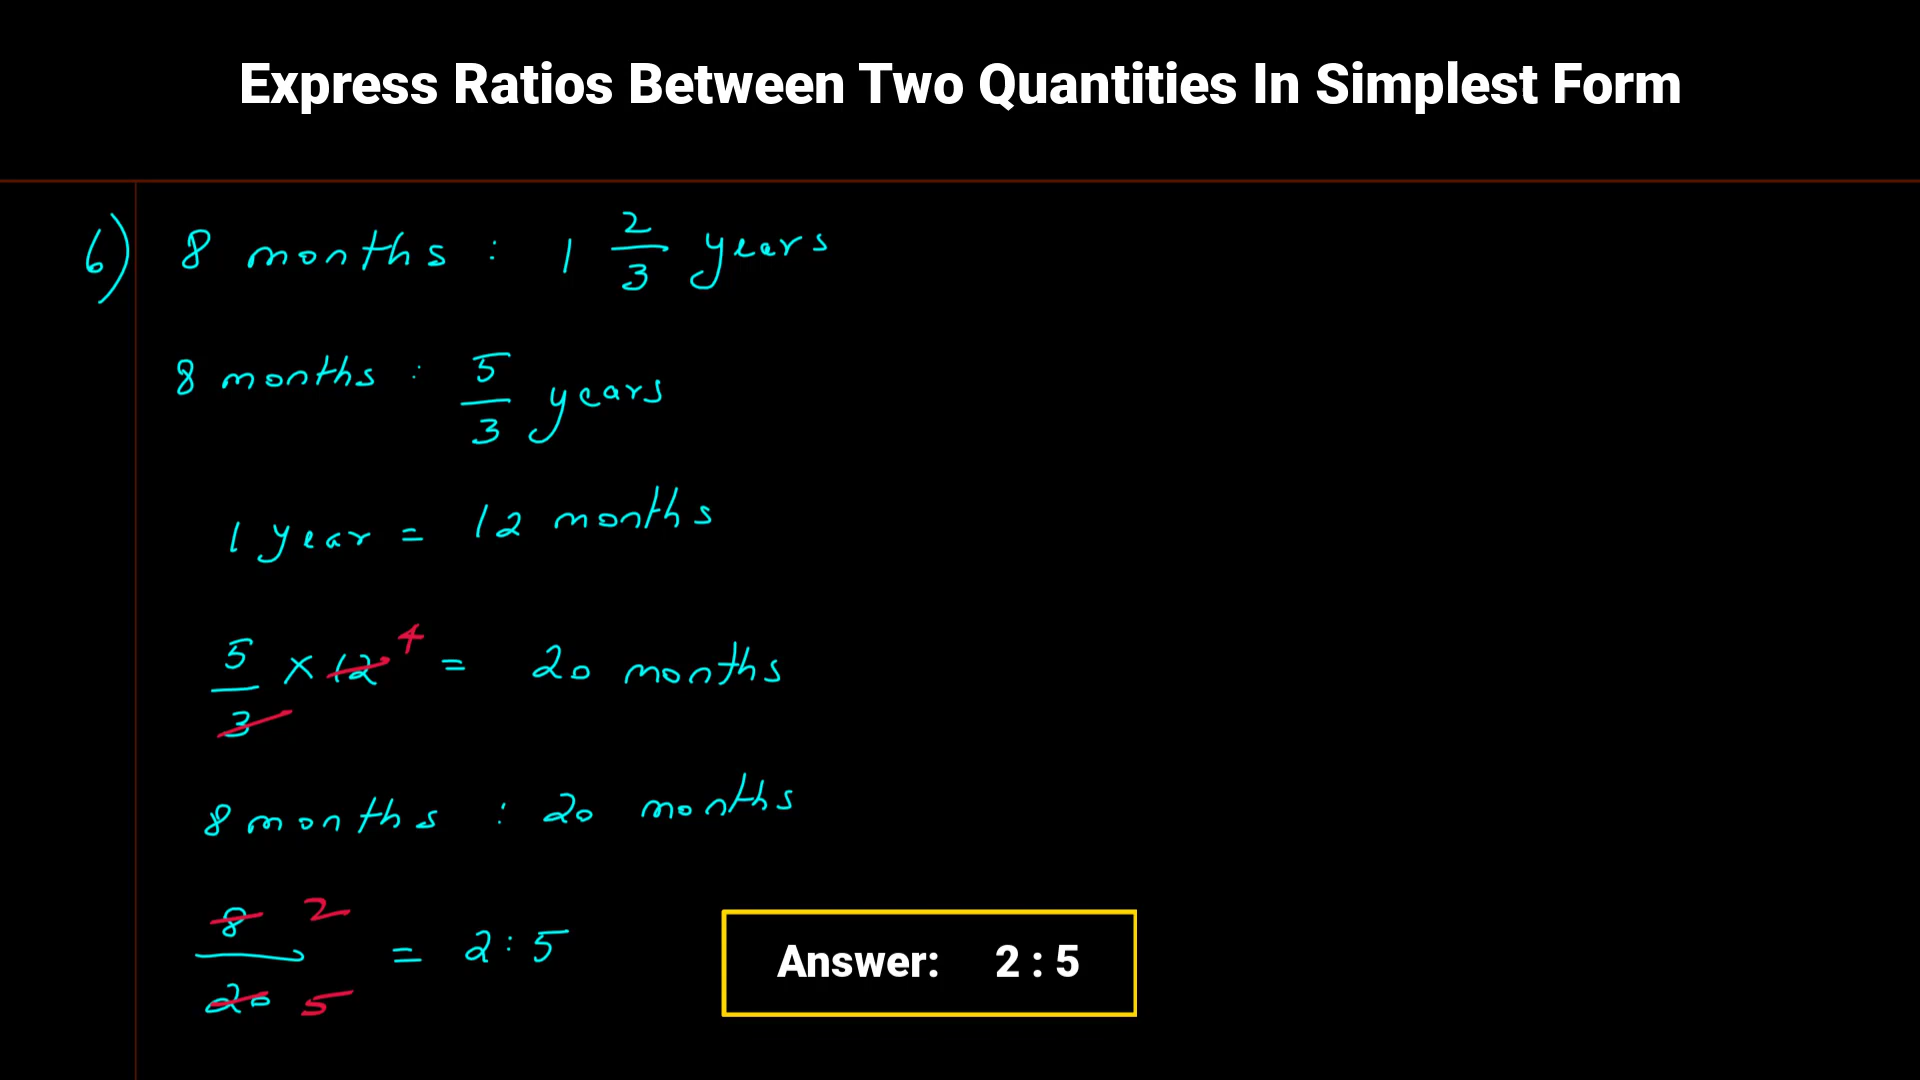 Express Ratios Between Two Quantities In Simplest Form
6) 8 months : 1 2/3 years
8 months : 5/3 years
1 year = 12 months
5/3 × 12 4 = 20 months
8 months : 20 months
8 2 / 20 5 = 2 : 5
Answer: 2 : 5